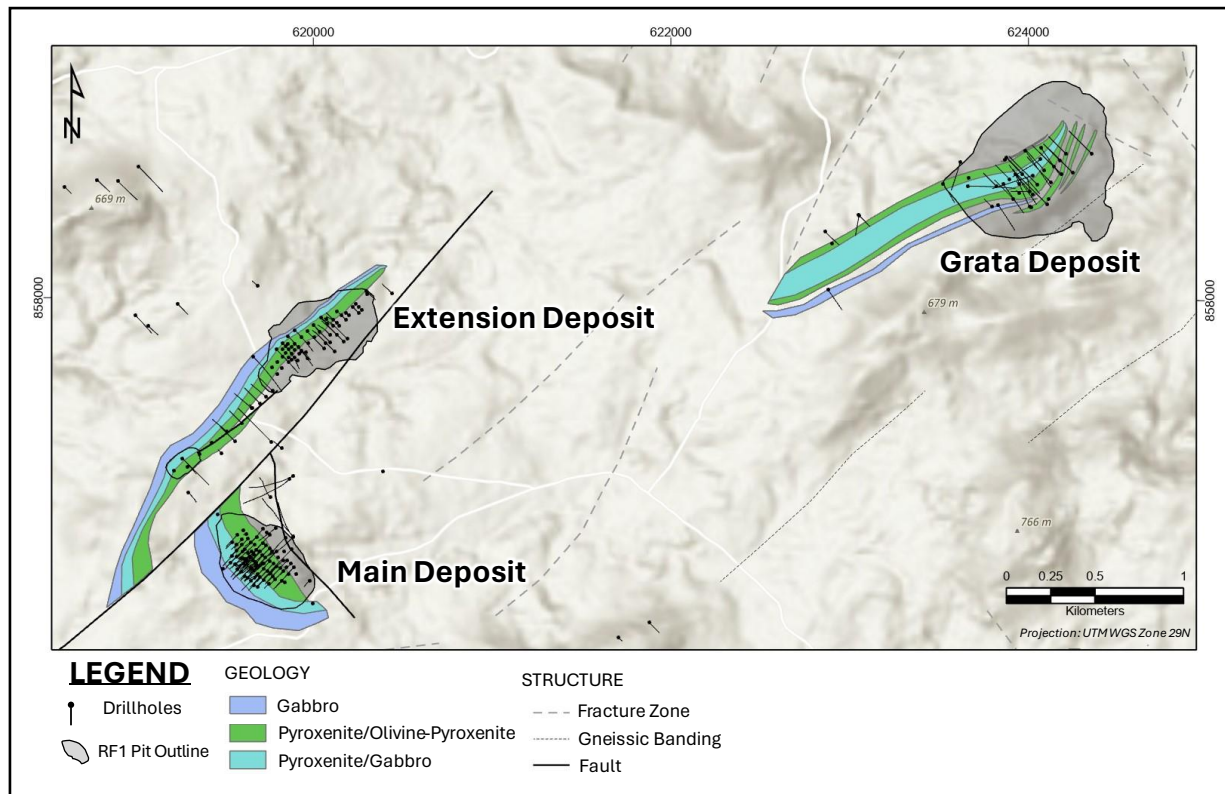 620000
622000
624000
N
669 m
858000
858000
Grata Deposit
679 m
Extension Deposit
766 m
Main Deposit
0 0.25 0.5 1
Kilometers
Projection: UTM WGS Zone 29N
LEGEND
Drillholes
RF1 Pit Outline
GEOLOGY
Gabbro
Pyroxenite/Olivine-Pyroxenite
Pyroxenite/Gabbro
STRUCTURE
Fracture Zone
Gneissic Banding
Fault